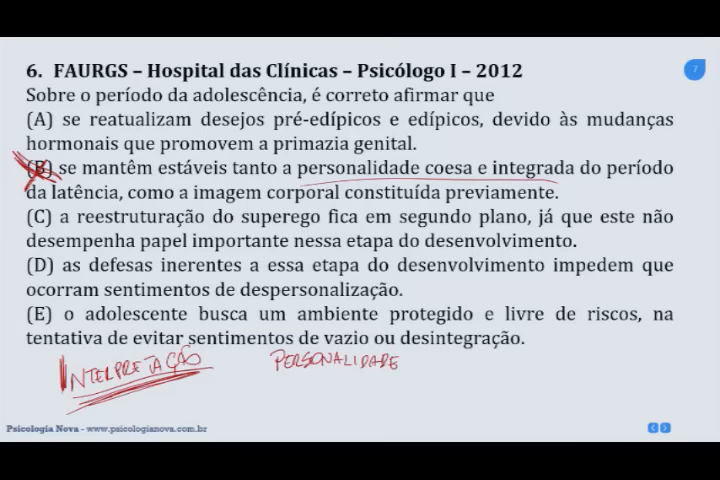 6. FAURGS – Hospital das Clínicas – Psicólogo I – 2012
7
Sobre o período da adolescência, é correto afirmar que
(A) se reatualizam desejos pré-edípicos e edípicos, devido às mudanças
hormonais que promovem a primazia genital.
(B) se mantêm estáveis tanto a personalidade coesa e integrada do período
da latência, como a imagem corporal constituída previamente.
(C) a reestruturação do superego fica em segundo plano, já que este não
desempenha papel importante nessa etapa do desenvolvimento.
(D) as defesas inerentes a essa etapa do desenvolvimento impedem que
ocorram sentimentos de despersonalização.
(E) o adolescente busca um ambiente protegido e livre de riscos, na
tentativa de evitar sentimentos de vazio ou desintegração.
INTERPRETAÇÃO PERSONALIDADE
Psicologia Nova - www.psicologianova.com.br